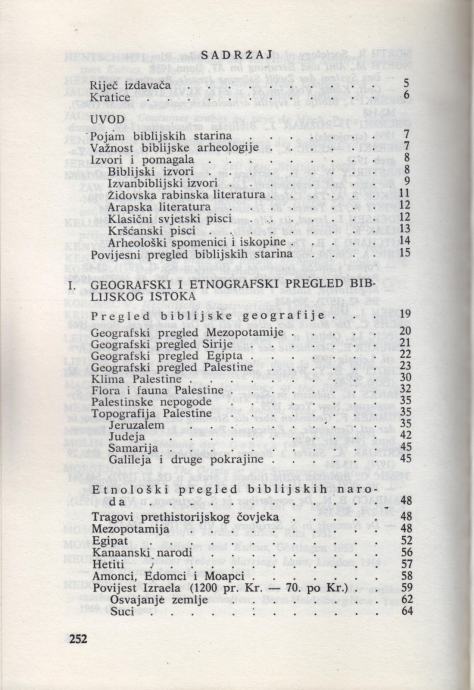 SADRŽAJ
Riječ izdavača . . . . . . . . . . 5
Kratice . . . . . . . . . . . 6
UVOD
Pojam biblijskih starina . . . . . . . 7
Važnost biblijske arheologije . . . . . . 7
Izvori i pomagala . . . . . . . . . 8
Biblijski izvori . . . . . . . . . 8
Izvanbiblijski izvori . . . . . . . . 9
Židovska rabinska literatura . . . . . . 11
Arapska literatura . . . . . . . . 12
Klasični svjetski pisci . . . . . . . 12
Kršćanski pisci . . . . . . . . . 13
Arheološki spomenici i iskopine . . . . . 14
Povijesni pregled biblijskih starina . . . . . 15
I. GEOGRAFSKI I ETNOGRAFSKI PREGLED BIB-
LIJSKOG ISTOKA
Pregled biblijske geografije . . . 19
Geografski pregled Mezopotamije . . . . . 20
Geografski pregled Sirije . . . . . . . 21
Geografski pregled Egipta . . . . . . . 22
Geografski pregled Palestine . . . . . . 23
Klima Palestine . . . . . . . . . 30
Flora i fauna Palestine . . . . . . . . 32
Palestinske nepogode . . . . . . . . 35
Topografija Palestine . . . . . . . . 35
Jeruzalem . . . . . . . . . . 35
Judeja . . . . . . . . . . . 42
Samarija . . . . . . . . . . 45
Galileja i druge pokrajine . . . . . . 45
Etnološki pregled biblijskih naro-
da . . . . . . . . . . . . 48
Tragovi prethistorijskog čovjeka . . . . . 48
Mezopotamija . . . . . . . . . . 48
Egipat . . . . . . . . . . . 52
Kanaanski narodi . . . . . . . . . 56
Hetiti . . . . . . . . . . . 57
Amonci, Edomci i Moapci . . . . . . . 58
Povijest Izraela (1200 pr. Kr. — 70. po Kr.) . . . 59
Osvajanje zemlje . . . . . . . . 62
Suci . . . . . . . . . . . 64
252